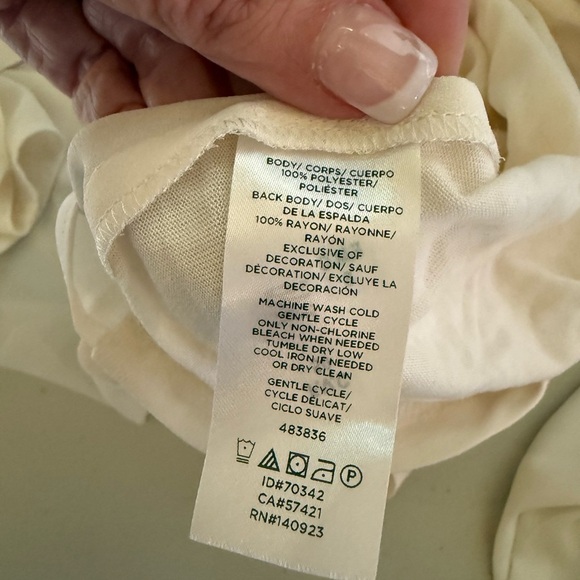 BODY/ CORPS/ CUERPO
100% POLYESTER/
POLIÉSTER
BACK BODY/ DOS/ CUERPO
DE LA ESPALDA
100% RAYON/ RAYONNE/
RAYÓN
EXCLUSIVE OF
DECORATION/ SAUF
DÉCORATION/ EXCLUYE LA
DECORACIÓN
MACHINE WASH COLD
GENTLE CYCLE
ONLY NON-CHLORINE
BLEACH WHEN NEEDED
TUMBLE DRY LOW
COOL IRON IF NEEDED
OR DRY CLEAN
GENTLE CYCLE/
CYCLE DÉLICAT/
CICLO SUAVE
483836
P
ID#70342
CA#57421
RN#140923